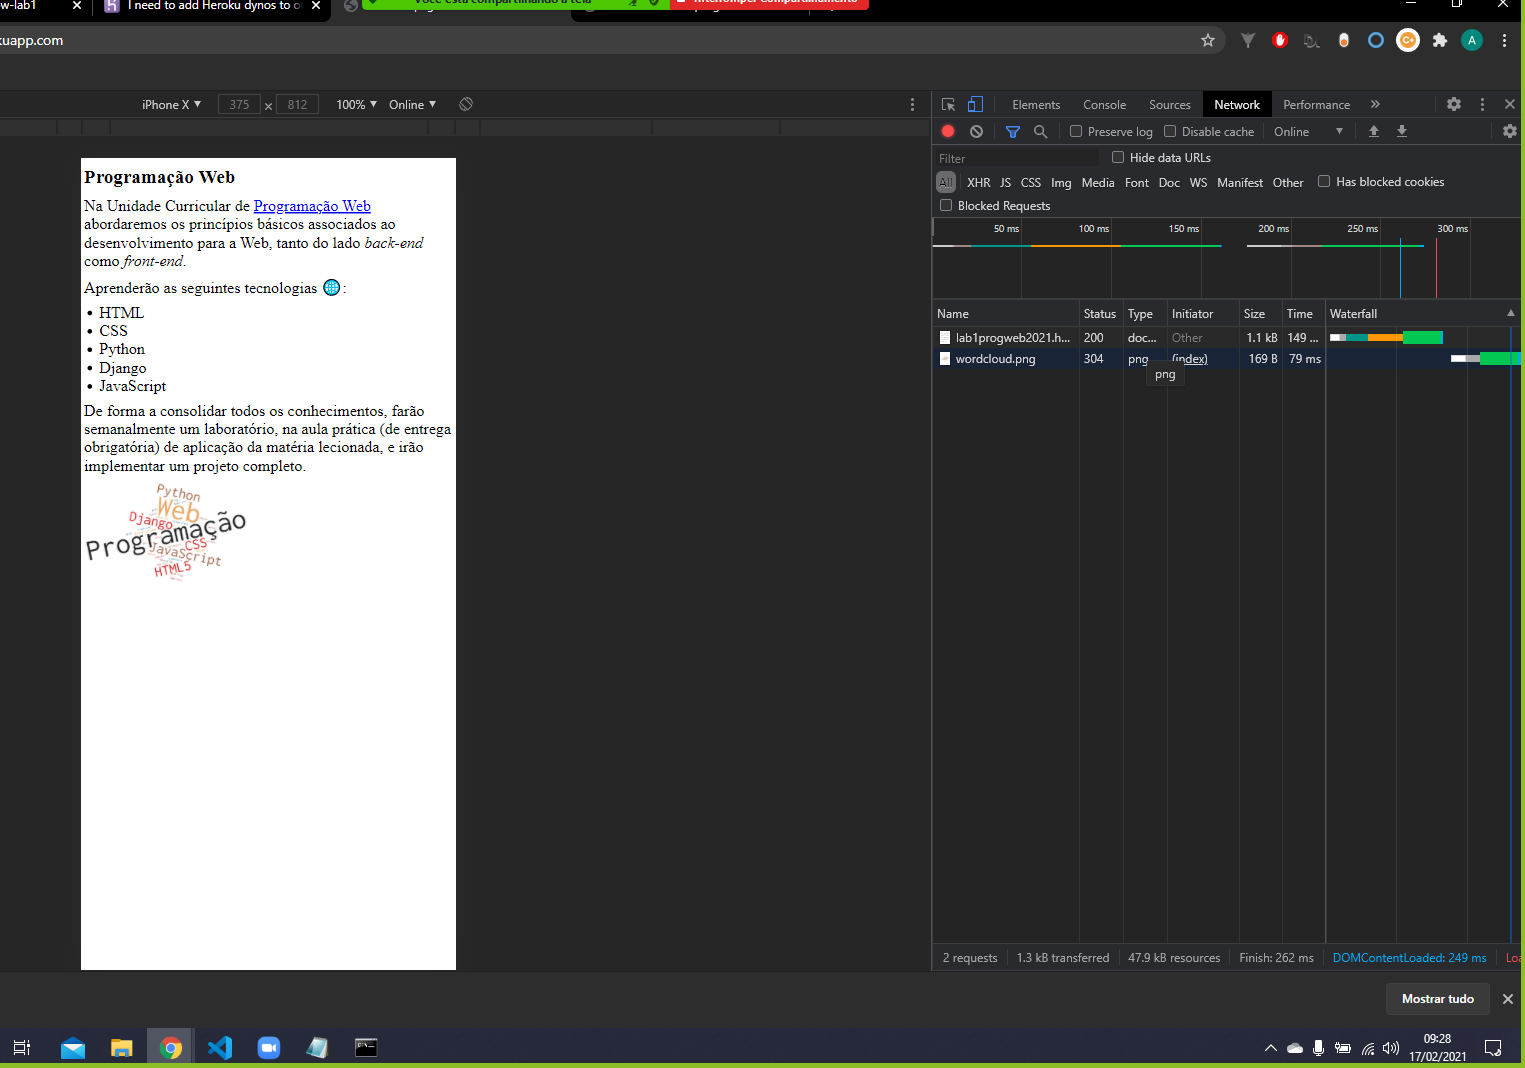 w-lab1
I need to add Heroku dynos to o
Você está compartilhando a tela
Interromper compartilhamento
kuapp.com
A
iPhone X
375
812
100%
Online
Elements
Console
Sources
Network
Performance
Preserve log
Disable cache
Online
Filter
Hide data URLs
All
XHR
JS
CSS
Img
Media
Font
Doc
WS
Manifest
Other
Has blocked cookies
Blocked Requests
50 ms
100 ms
150 ms
200 ms
250 ms
300 ms
Name
Status
Type
Initiator
Size
Time
Waterfall
lab1progweb2021.h...
200
doc...
Other
1.1 kB
149 ...
wordcloud.png
304
png
(index)
169 B
79 ms
png
Programação Web
Na Unidade Curricular de Programação Web
abordaremos os princípios básicos associados ao
desenvolvimento para a Web, tanto do lado back-end
como front-end.
Aprenderão as seguintes tecnologias :
• HTML
• CSS
• Python
• Django
• JavaScript
De forma a consolidar todos os conhecimentos, farão
semanalmente um laboratório, na aula prática (de entrega
obrigatória) de aplicação da matéria lecionada, e irão
implementar um projeto completo.
Python
Web
Django
Programação
CSS
JavaScript
HTML5
2 requests
1.3 kB transferred
47.9 kB resources
Finish: 262 ms
DOMContentLoaded: 249 ms
Loa
Mostrar tudo
09:28
17/02/2021